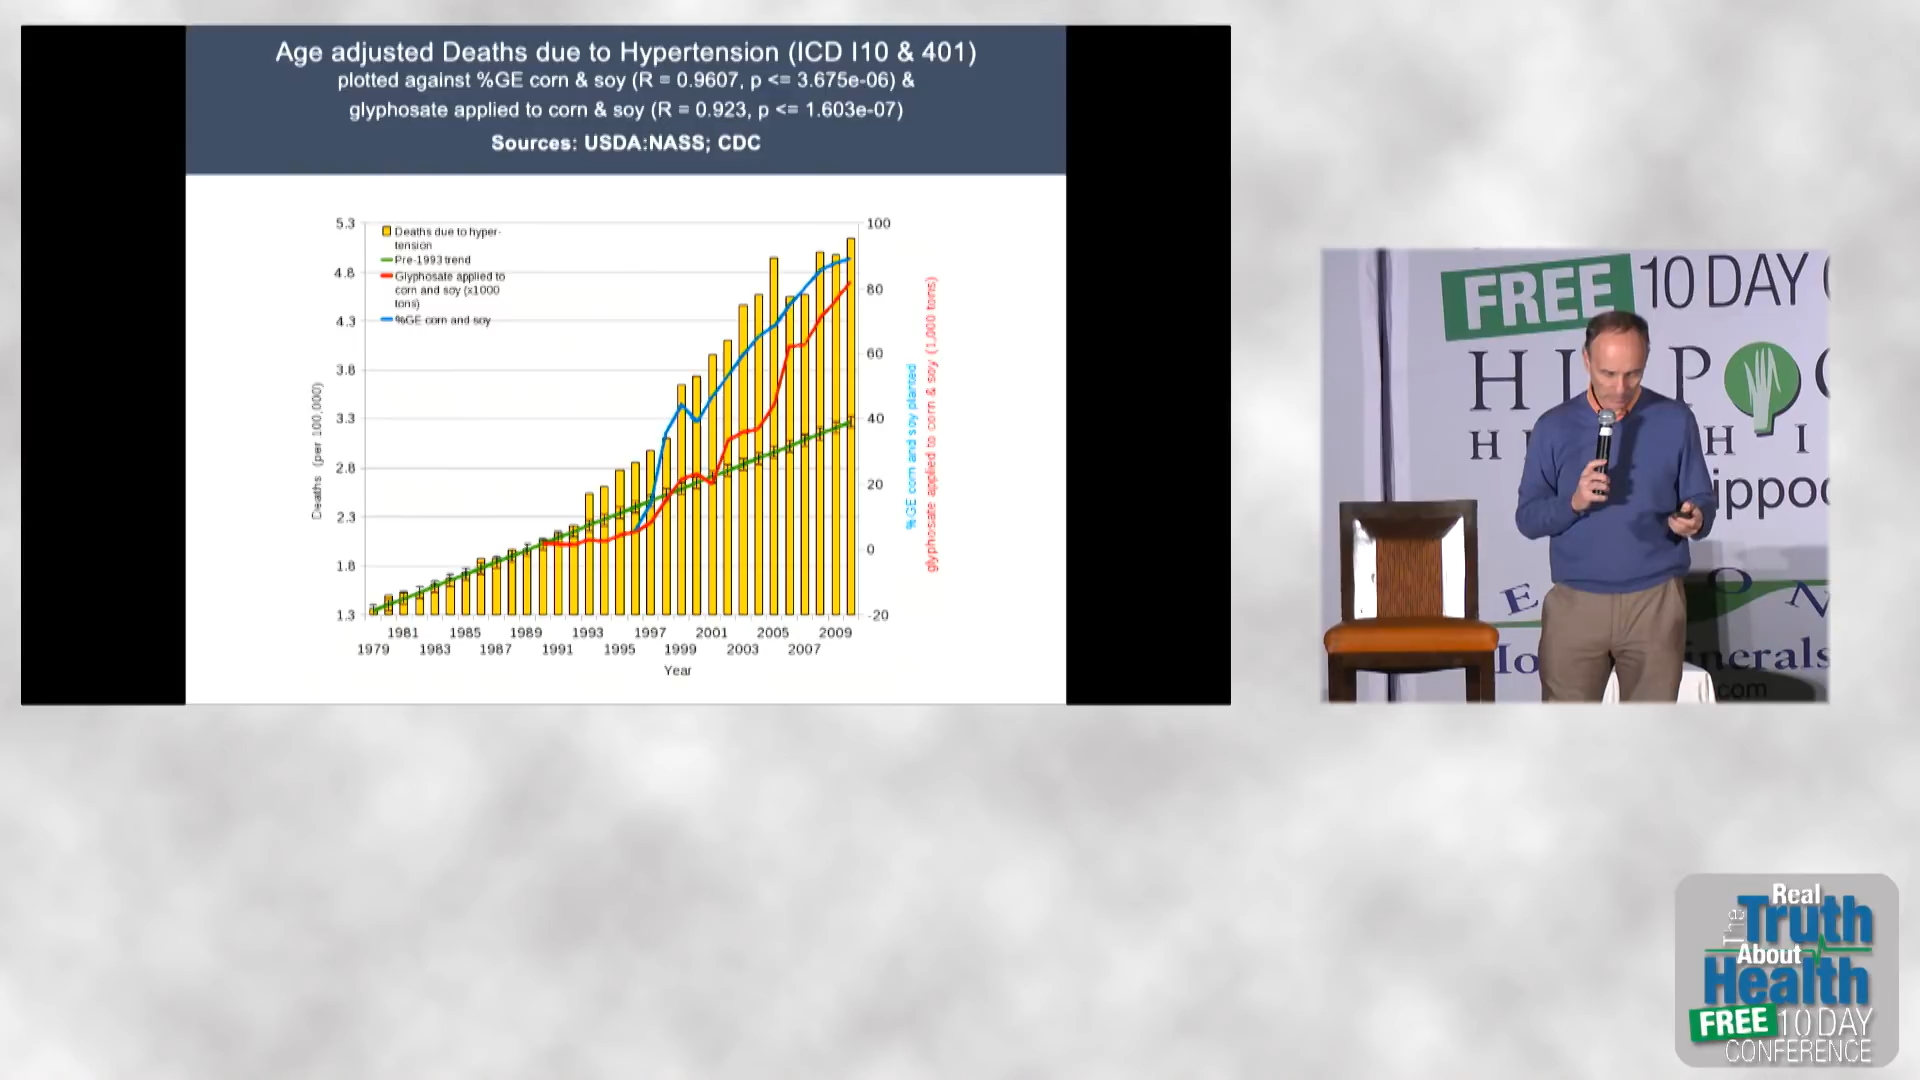 Age adjusted Deaths due to Hypertension (ICD I10 & 401)
plotted against %GE corn & soy (R = 0.9607, p <= 3.675e-06) &
glyphosate applied to corn & soy (R = 0.923, p <= 1.603e-07)
Sources: USDA:NASS; CDC
Deaths due to hyper-
tension
Pre-1993 trend
Glyphosate applied to
corn and soy (x1000
tons)
%GE corn and soy
5.3
4.8
4.3
3.8
3.3
2.8
2.3
1.8
1.3
Deaths (per 100,000)
100
80
60
40
20
0
-20
%GE corn and soy planted
glyphosate applied to corn & soy (1,000 tons)
1981 1985 1989 1993 1997 2001 2005 2009
1979 1983 1987 1991 1995 1999 2003 2007
Year
FREE 10 DAY
H I P
H H I
ippo
E O N
inerals
com
The Real
Truth
About
Health
FREE 10 DAY
CONFERENCE